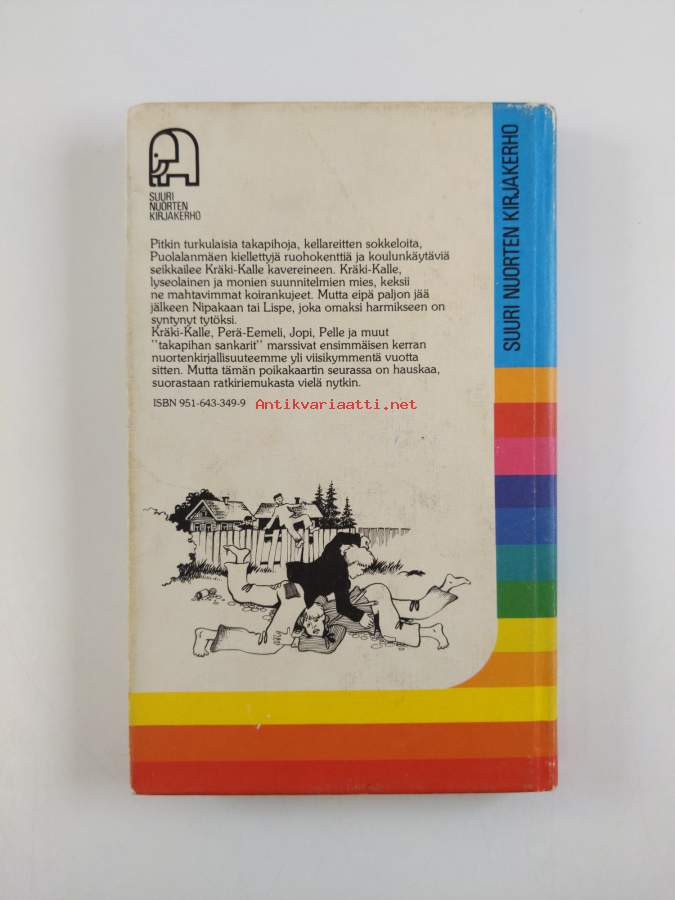 SUURI
NUORTEN
KIRJAKERHO
Pitkin turkulaisia takapihoja, kellareitten sokkeloita,
Puolalanmäen kiellettyjä ruohokenttiä ja koulunkäytäviä
seikkailee Kräki-Kalle kavereineen. Kräki-Kalle,
lyseolainen ja monien suunnitelmien mies, keksii
ne mahtavimmat koirankujeet. Mutta eipä paljon jää
jälkeen Nipakaan tai Lispe, joka omaksi harmikseen on
syntynyt tytöksi.
Kräki-Kalle, Perä-Eemeli, Jopi, Pelle ja muut
"takapihan sankarit" marssivat ensimmäisen kerran
nuortenkirjallisuuteemme yli viisikymmentä vuotta
sitten. Mutta tämän poikakaartin seurassa on hauskaa,
suorastaan ratkiriemukasta vielä nytkin.
ISBN 951-643-349-9
Antikvariaatti.net
SUURI NUORTEN KIRJAKERHO